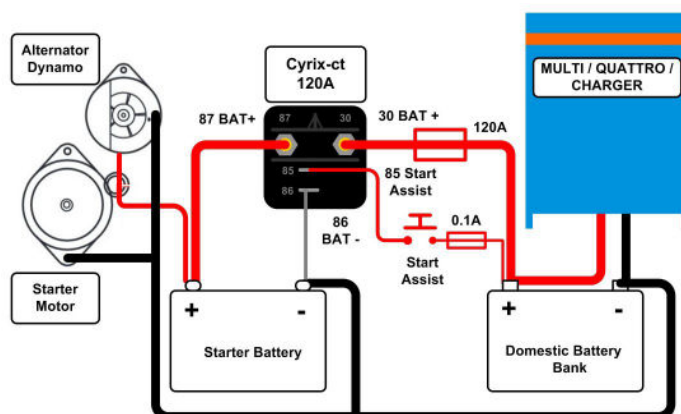 Alternator
Dynamo
Cyrix-ct
120A
MULTI / QUATTRO /
CHARGER
87 BAT+
87
30
30 BAT +
120A
85
85 Start
Assist
86
86
BAT -
0.1A
Start
Assist
Starter
Motor
+
-
Starter Battery
+
-
Domestic Battery
Bank